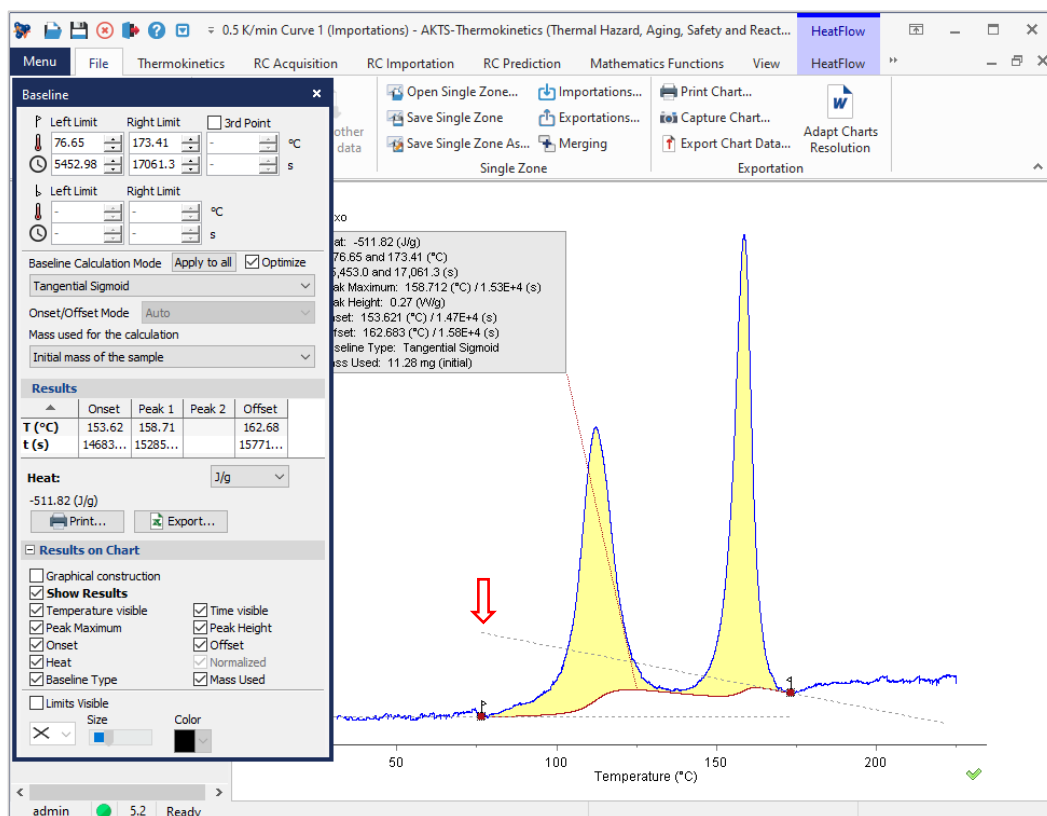 0.5 K/min Curve 1 (Importations) - AKTS-Thermokinetics (Thermal Hazard, Aging, Safety and React... HeatFlow
Menu File Thermokinetics RC Acquisition RC Importation RC Prediction Mathematics Functions View HeatFlow
Baseline
Left Limit Right Limit 3rd Point
76.65 173.41 - °C
5452.98 17061.3 - s
Left Limit Right Limit
- - °C
- - s
Baseline Calculation Mode Apply to all Optimize
Tangential Sigmoid
Onset/Offset Mode Auto
Mass used for the calculation
Initial mass of the sample
Results
Onset Peak 1 Peak 2 Offset
T (°C) 153.62 158.71 162.68
t (s) 14683... 15285... 15771...
Heat: J/g
-511.82 (J/g)
Print... Export...
Results on Chart
Graphical construction
Show Results
Temperature visible Time visible
Peak Maximum Peak Height
Onset Offset
Heat Normalized
Baseline Type Mass Used
Limits Visible
Size Color
other
data
Open Single Zone... Importations...
Save Single Zone Exportations...
Save Single Zone As... Merging
Single Zone
Print Chart...
Capture Chart...
Export Chart Data...
Adapt Charts
Resolution
Exportation
xo
at: -511.82 (J/g)
76.65 and 173.41 (°C)
,453.0 and 17,061.3 (s)
ak Maximum: 158.712 (°C) / 1.53E+4 (s)
ak Height: 0.27 (W/g)
set: 153.621 (°C) / 1.47E+4 (s)
fset: 162.683 (°C) / 1.58E+4 (s)
aseline Type: Tangential Sigmoid
ass Used: 11.28 mg (initial)
50 100 150 200
Temperature (°C)
admin 5.2 Ready